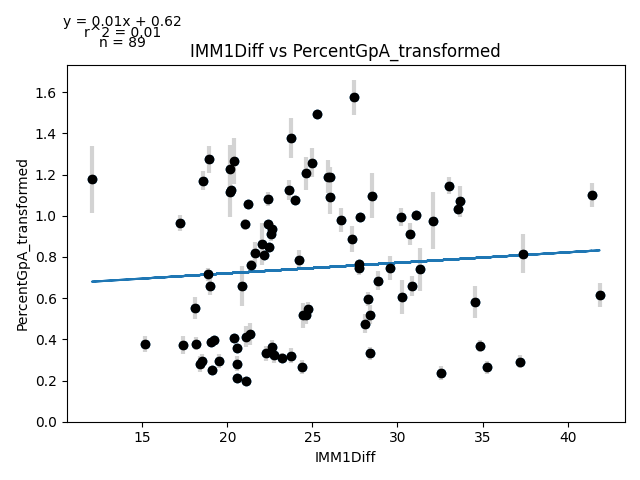 y = 0.01x + 0.62
r^2 = 0.01
n = 89
IMM1Diff vs PercentGpA_transformed
PercentGpA_transformed
1.6
1.4
1.2
1.0
0.8
0.6
0.4
0.2
0.0
15 20 25 30 35 40
IMM1Diff